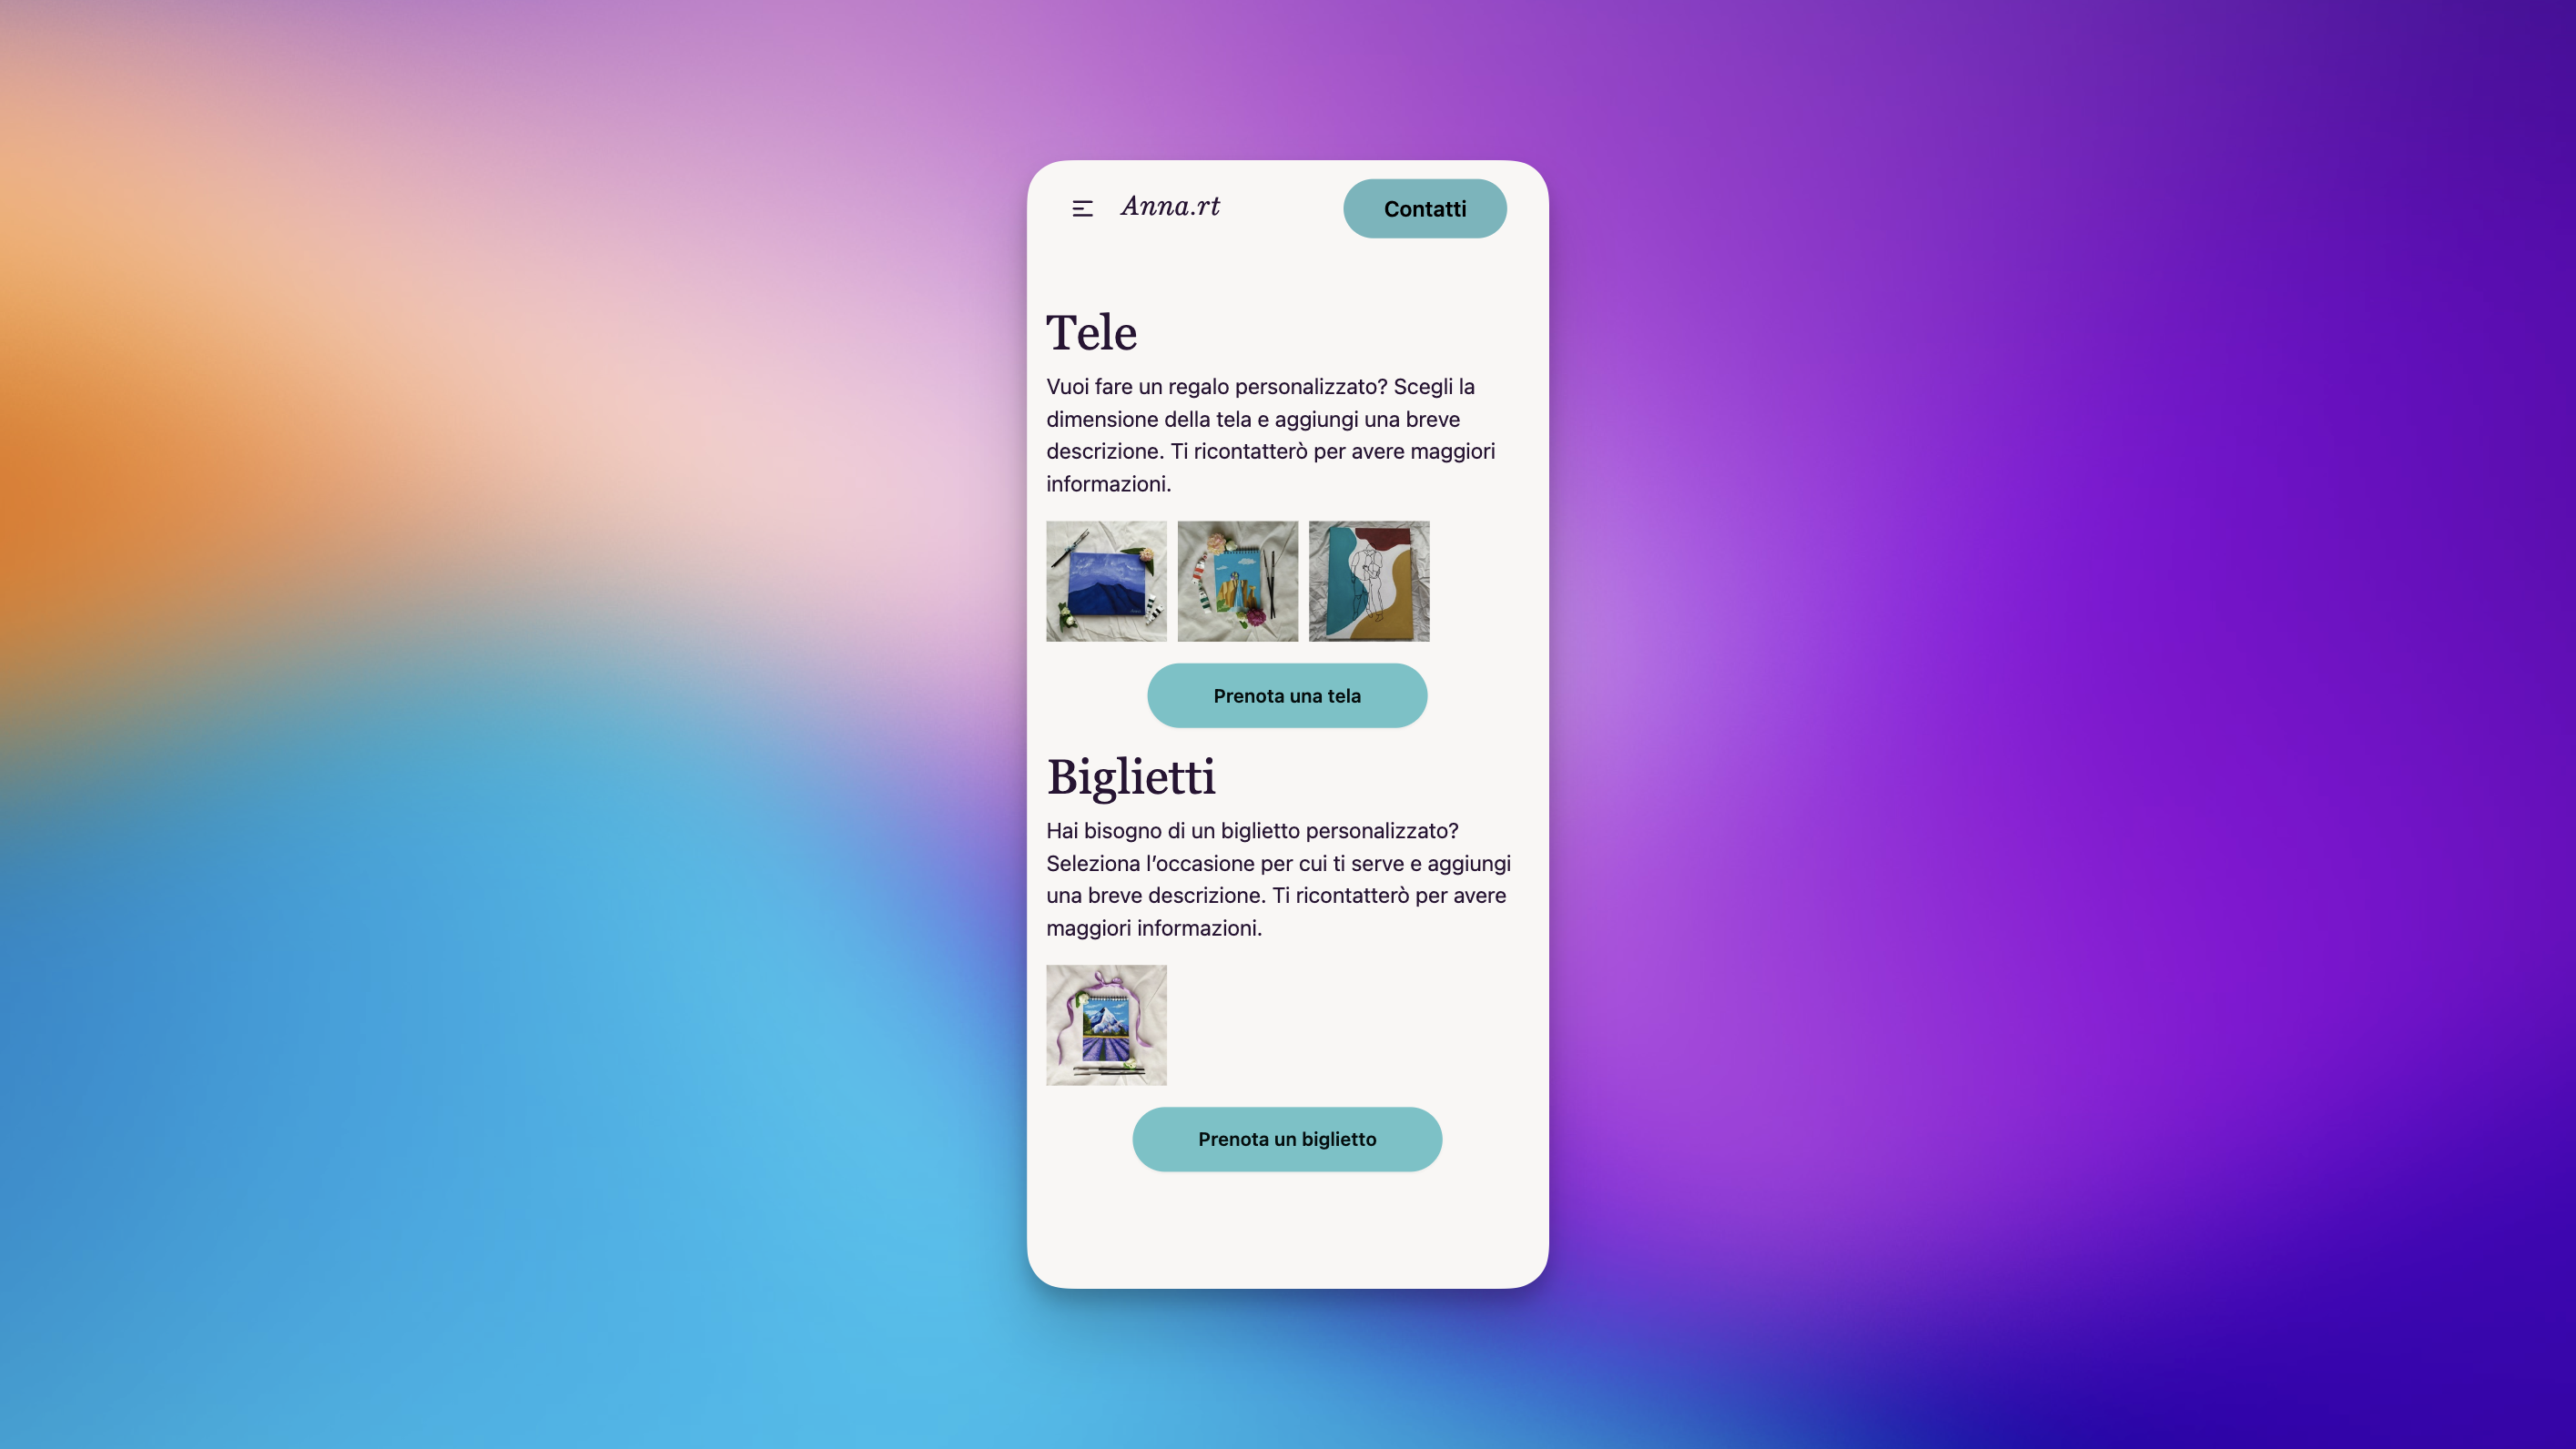 Anna.rt
Contatti
Tele
Vuoi fare un regalo personalizzato? Scegli la
dimensione della tela e aggiungi una breve
descrizione. Ti ricontatterò per avere maggiori
informazioni.
Prenota una tela
Biglietti
Hai bisogno di un biglietto personalizzato?
Seleziona l’occasione per cui ti serve e aggiungi
una breve descrizione. Ti ricontatterò per avere
maggiori informazioni.
Prenota un biglietto